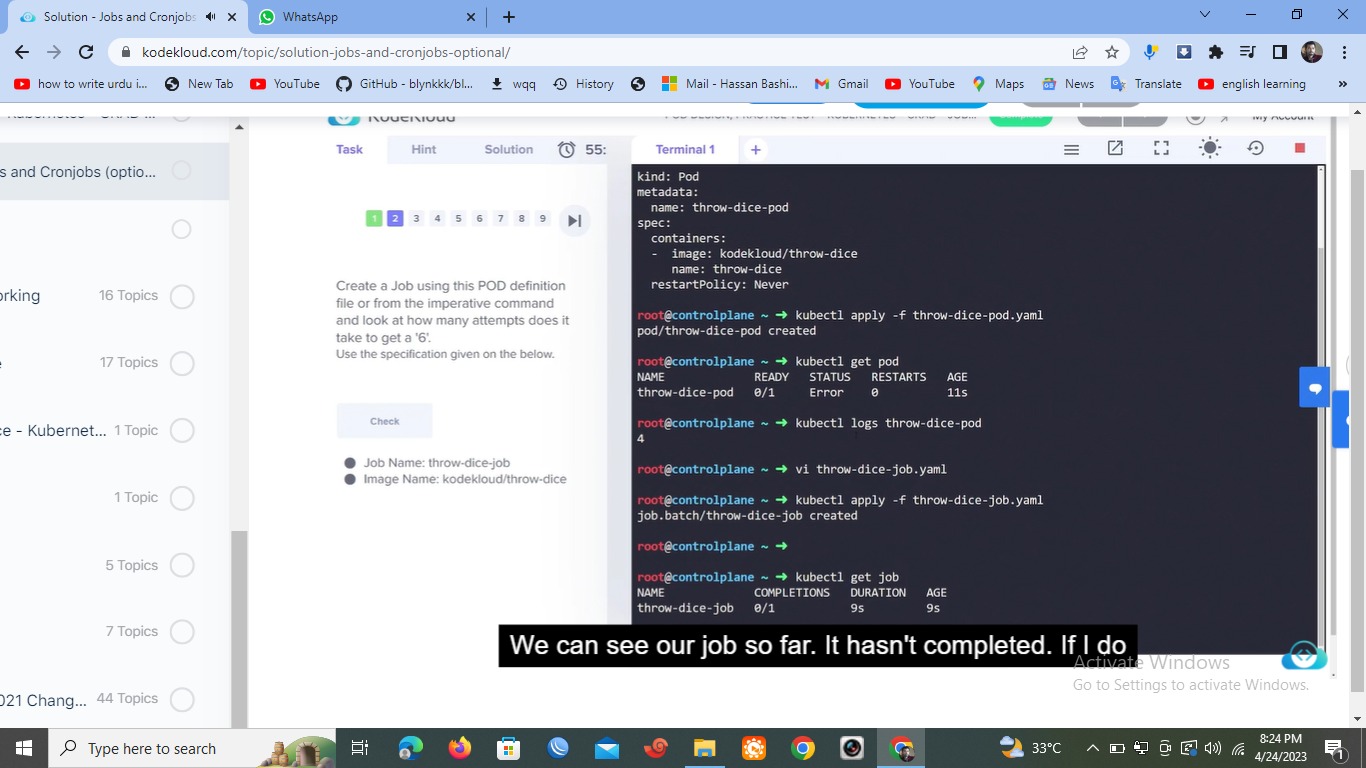 Solution - Jobs and Cronjobs
WhatsApp
kodekloud.com/topic/solution-jobs-and-cronjobs-optional/
how to write urdu i...
New Tab
YouTube
GitHub - blynkkk/bl...
wqq
History
Mail - Hassan Bashi...
Gmail
YouTube
Maps
News
Translate
english learning
»
KodeKloud
My Account
s and Cronjobs (optio...
orking
16 Topics
17 Topics
ce - Kubernet...
1 Topic
1 Topic
5 Topics
7 Topics
021 Chang...
44 Topics
Task
Hint
Solution
55:
Terminal 1
+
1 2 3 4 5 6 7 8 9
Create a Job using this POD definition
file or from the imperative command
and look at how many attempts does it
take to get a '6'.
Use the specification given on the below.
Check
Job Name: throw-dice-job
Image Name: kodekloud/throw-dice
kind: Pod
metadata:
  name: throw-dice-pod
spec:
  containers:
  -  image: kodekloud/throw-dice
     name: throw-dice
  restartPolicy: Never
root@controlplane ~ ➜ kubectl apply -f throw-dice-pod.yaml
pod/throw-dice-pod created
root@controlplane ~ ➜ kubectl get pod
NAME READY STATUS RESTARTS AGE
throw-dice-pod 0/1 Error 0 11s
root@controlplane ~ ➜ kubectl logs throw-dice-pod
4
root@controlplane ~ ➜ vi throw-dice-job.yaml
root@controlplane ~ ➜ kubectl apply -f throw-dice-job.yaml
job.batch/throw-dice-job created
root@controlplane ~ ➜
root@controlplane ~ ➜ kubectl get job
NAME COMPLETIONS DURATION AGE
throw-dice-job 0/1 9s 9s
We can see our job so far. It hasn't completed. If I do
Activate Windows
Go to Settings to activate Windows.
Type here to search
33°C
8:24 PM
4/24/2023
1